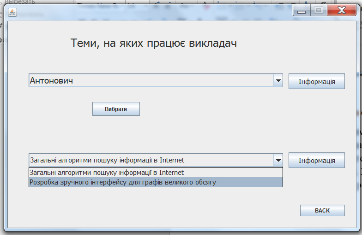 Теми, на яких працює викладач
Антонович
Інформація
Вибрати
Загальні алгоритми пошуку інформації в Internet
Інформація
Загальні алгоритми пошуку інформації в Internet
Розробка зручного інтерфейсу для графів великого обсягу
BACK